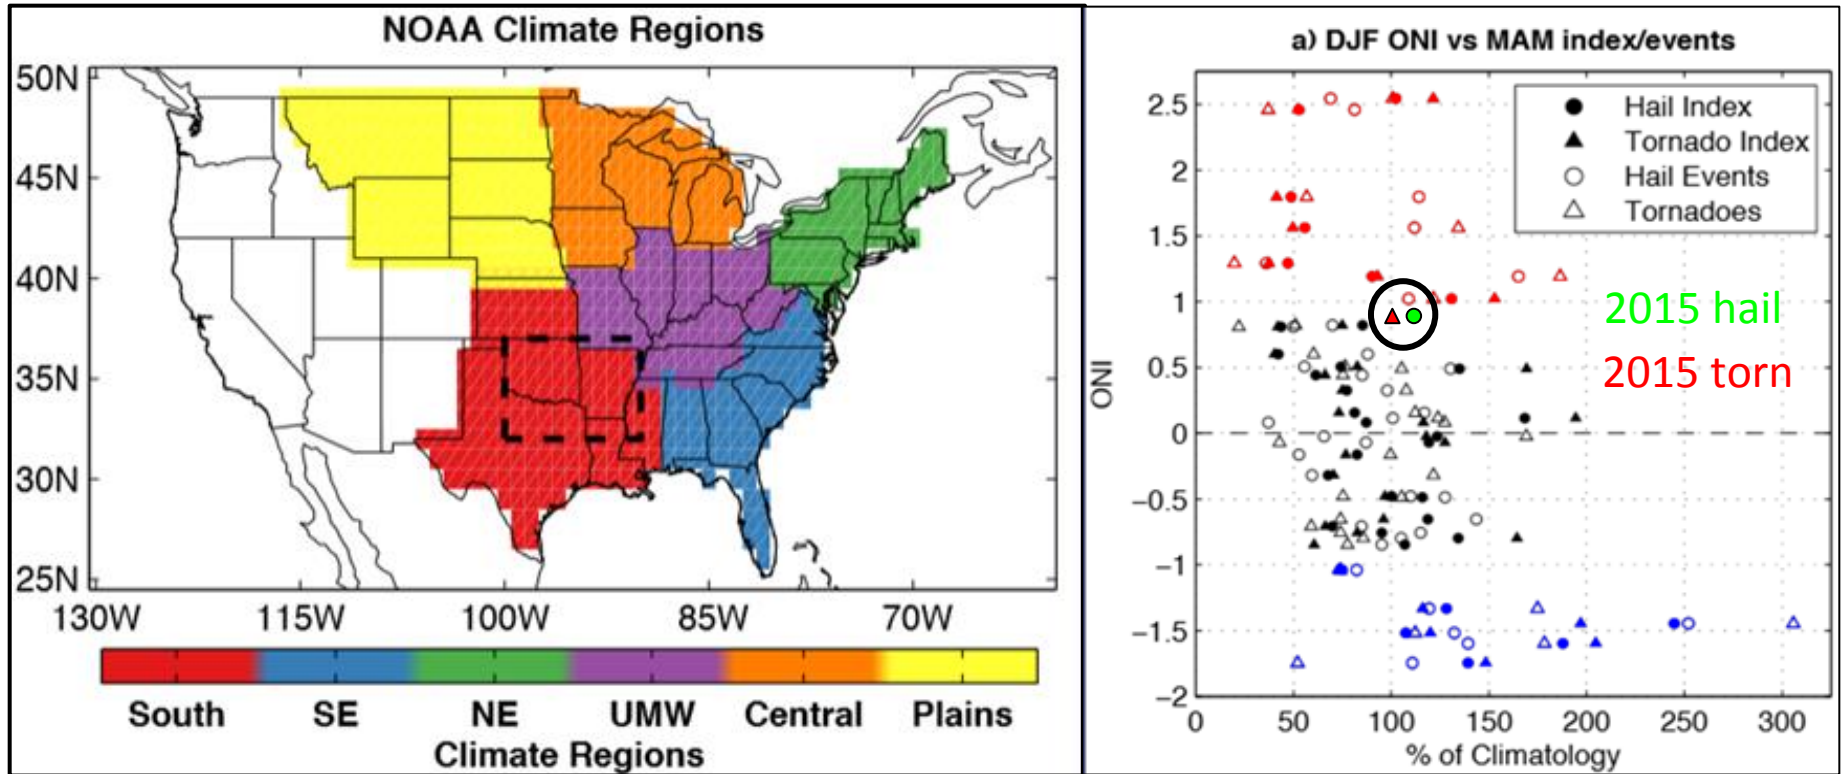 NOAA Climate Regions
50N
45N
40N
35N
30N
25N
130W 115W 100W 85W 70W
South SE NE UMW Central Plains
Climate Regions
a) DJF ONI vs MAM index/events
Hail Index
Tornado Index
Hail Events
Tornadoes
2015 hail
2015 torn
ONI
2.5
2
1.5
1
0.5
0
−0.5
−1
−1.5
−2
0 50 100 150 200 250 300
% of Climatology